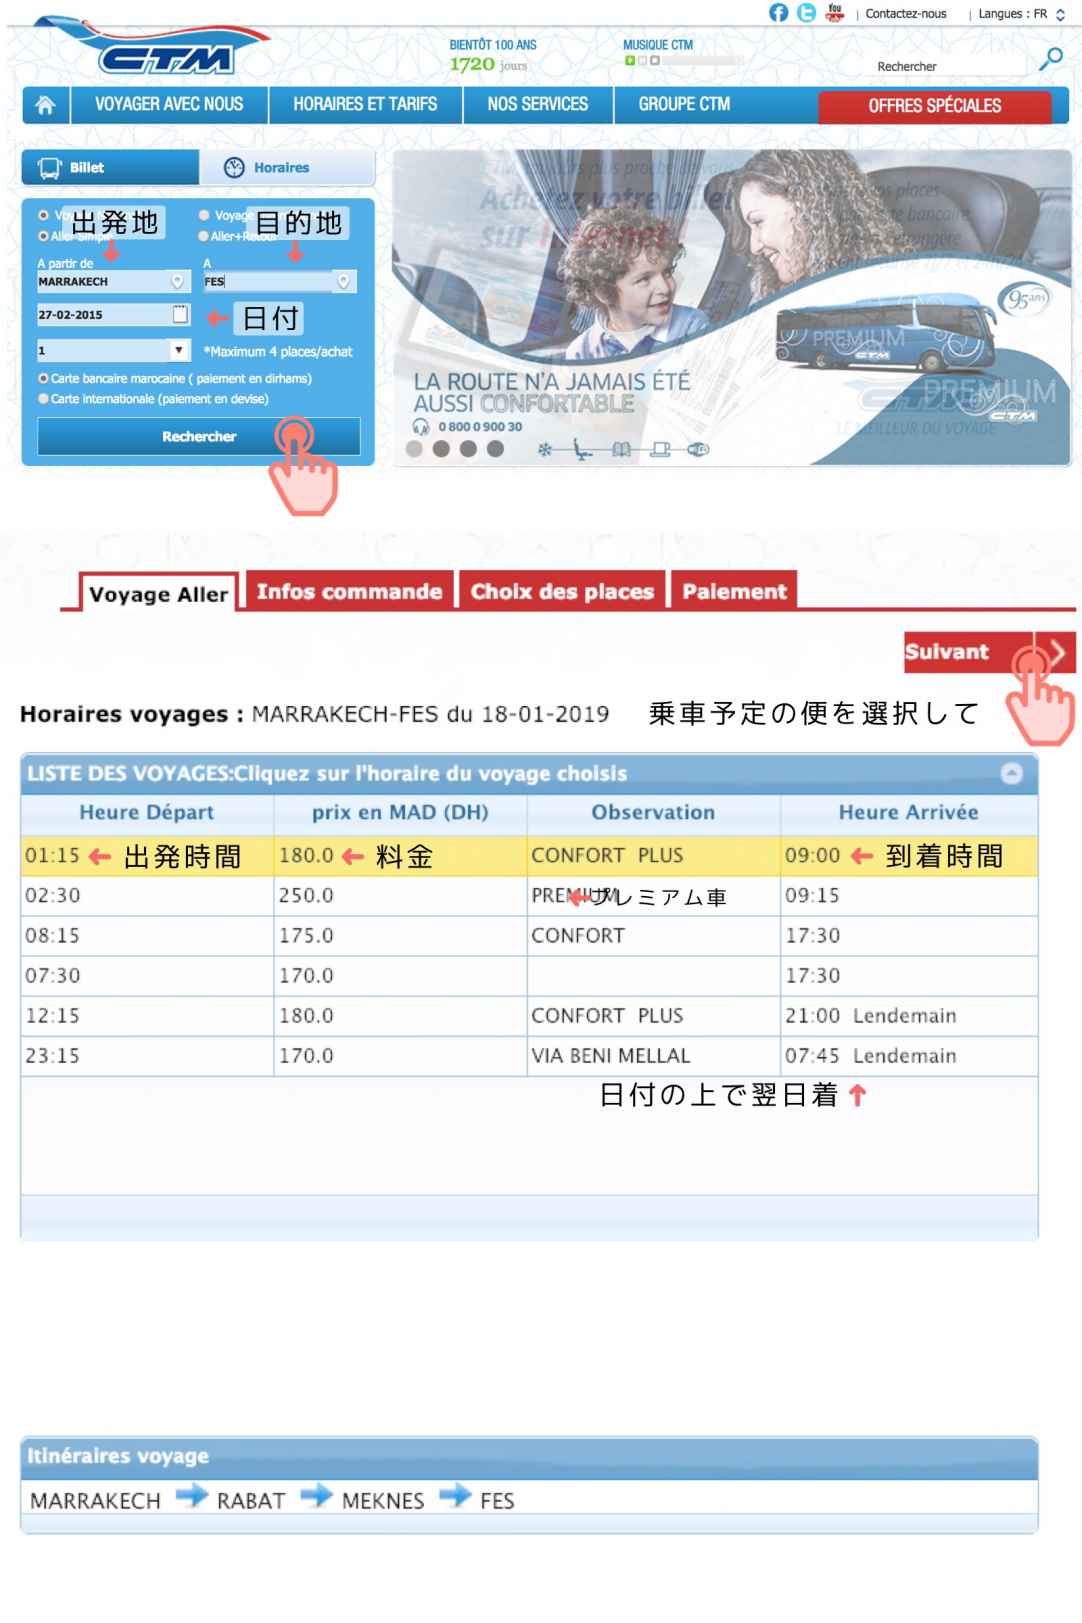 Contactez-nous | Langues : FR
CTM
BIENTÔT 100 ANS
1720 jours
MUSIQUE CTM
Rechercher
VOYAGER AVEC NOUS
HORAIRES ET TARIFS
NOS SERVICES
GROUPE CTM
OFFRES SPÉCIALES
Billet
Horaires
出発地
目的地
Aller Simple
Aller+Retour
A partir de
A
MARRAKECH
FES
27-02-2015
日付
1
*Maximum 4 places/achat
Carte bancaire marocaine ( paiement en dirhams)
Carte internationale (paiement en devise)
Rechercher
Achetez votre billet
sur Internet
95 ans
PREMIUM
CTM
LA ROUTE N'A JAMAIS ÉTÉ
AUSSI CONFORTABLE
0 800 0 900 30
PREMIUM
CTM
LE MEILLEUR DU VOYAGE
Voyage Aller
Infos commande
Choix des places
Paiement
Suivant
Horaires voyages : MARRAKECH-FES du 18-01-2019
乗車予定の便を選択して
LISTE DES VOYAGES:Cliquez sur l'horaire du voyage choisis
Heure Départ prix en MAD (DH) Observation Heure Arrivée
01:15 出発時間 180.0 料金 CONFORT PLUS 09:00 到着時間
02:30 250.0 PREMIUM プレミアム車 09:15
08:15 175.0 CONFORT 17:30
07:30 170.0 17:30
12:15 180.0 CONFORT PLUS 21:00 Lendemain
23:15 170.0 VIA BENI MELLAL 07:45 Lendemain
日付の上で翌日着
Itinéraires voyage
MARRAKECH RABAT MEKNES FES